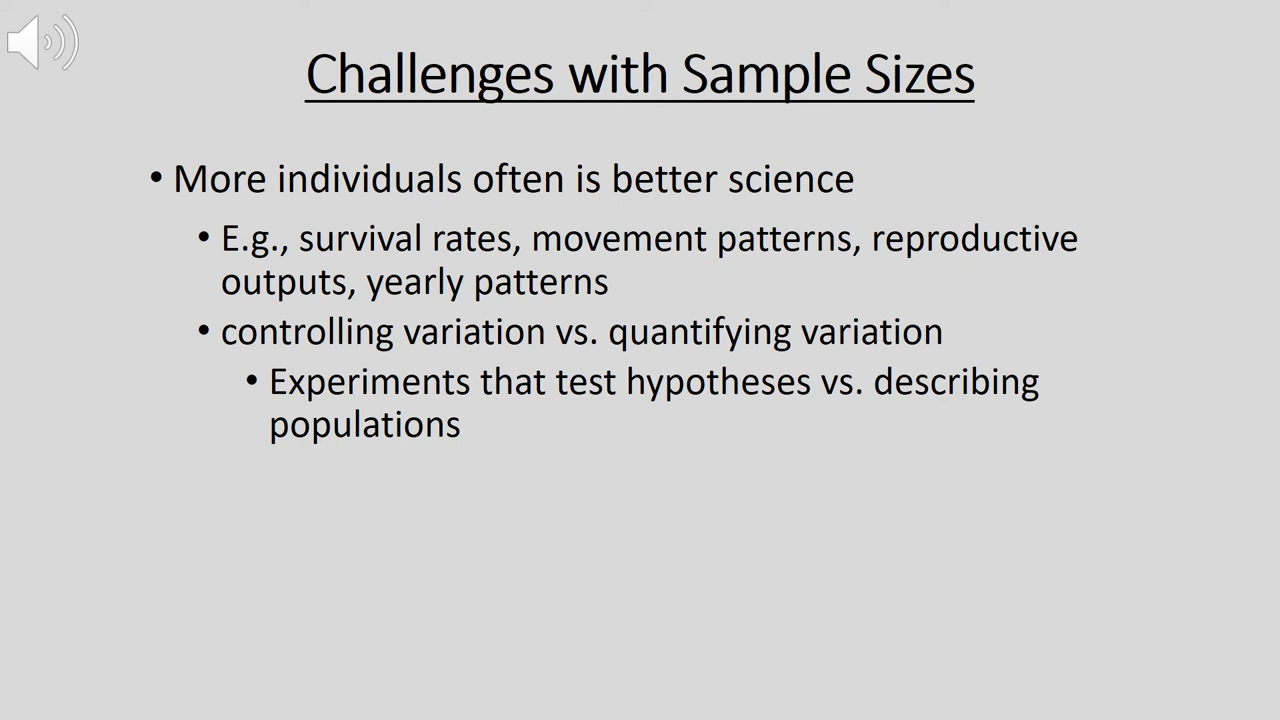 Challenges with Sample Sizes
• More individuals often is better science
• E.g., survival rates, movement patterns, reproductive
outputs, yearly patterns
• controlling variation vs. quantifying variation
• Experiments that test hypotheses vs. describing
populations